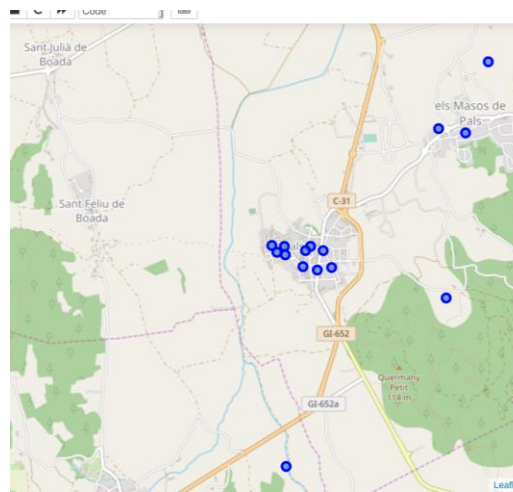 Code
Sant Julià de
Boada
els Masos de
Pals
Sant Feliu de
Boada
C-31
GI-652
Quermany
Petit
114 m
GI-652a
Leafl